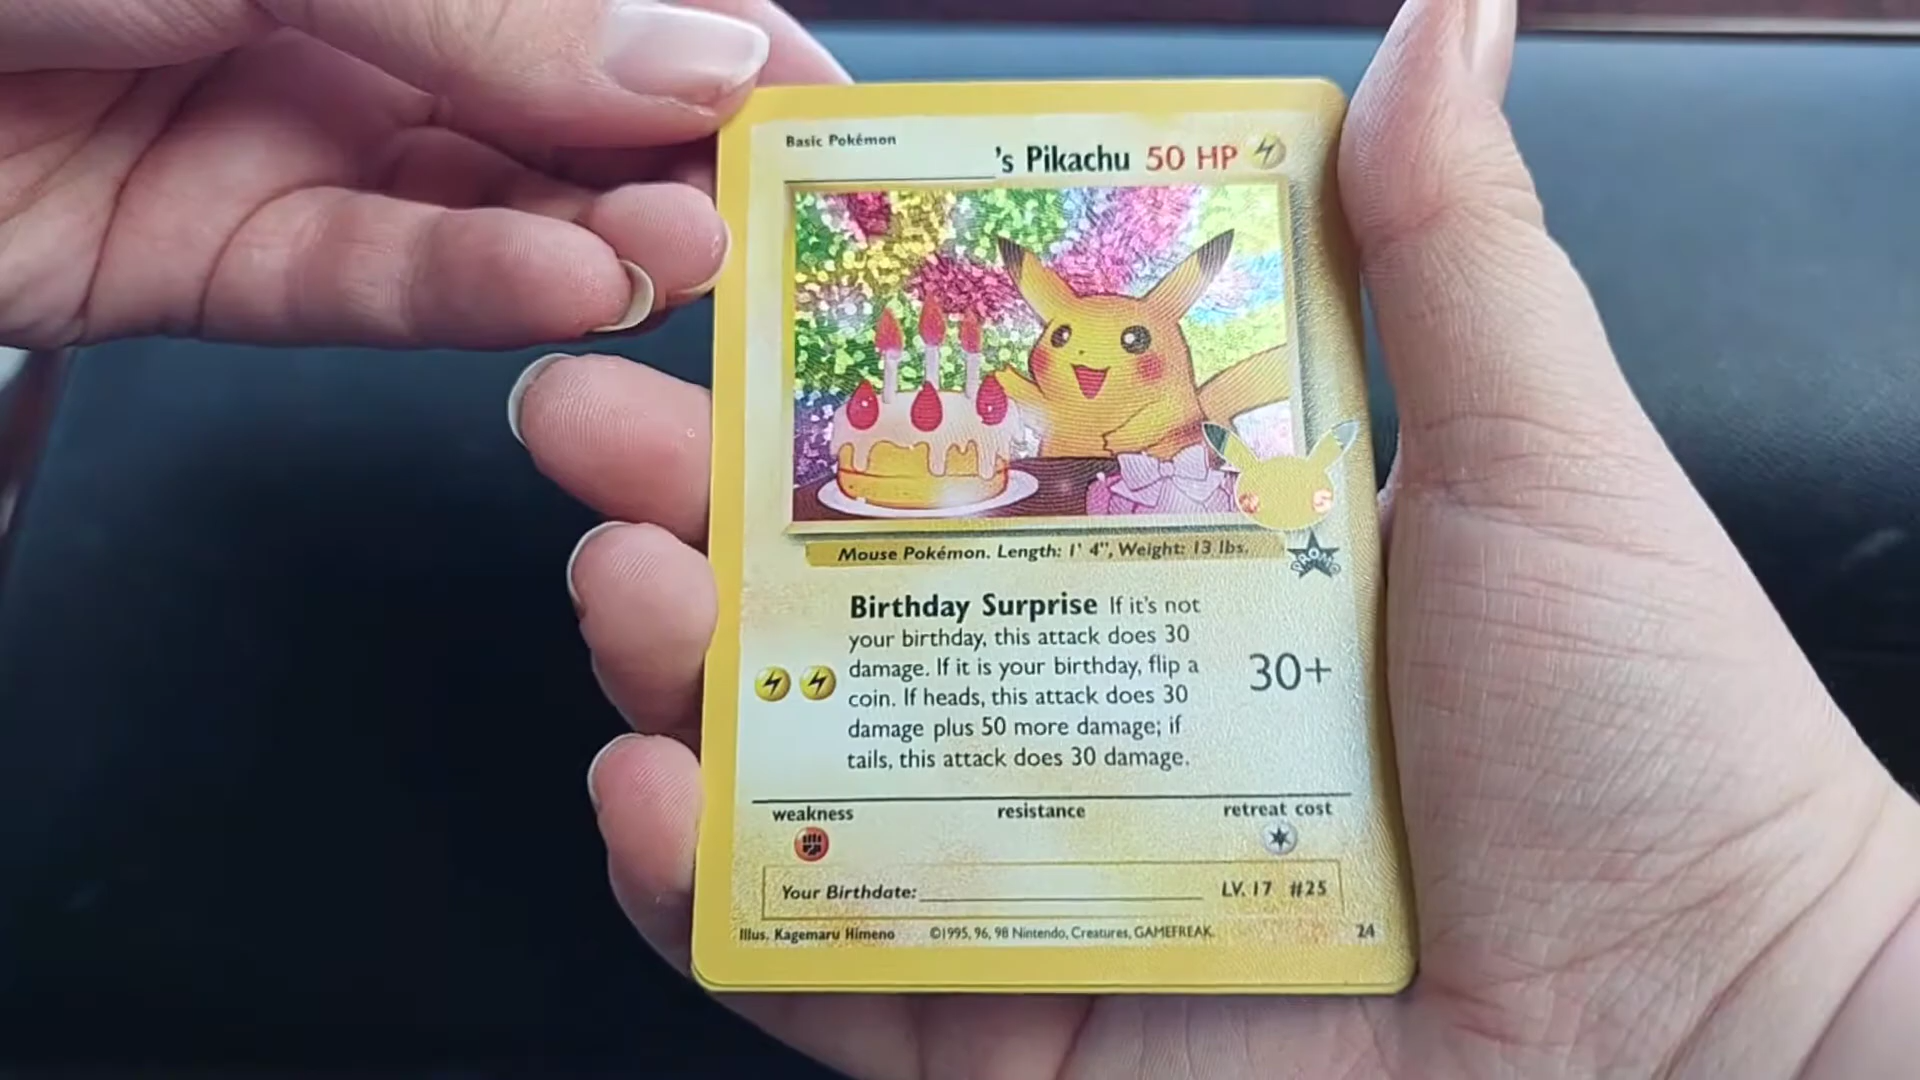 Basic Pokémon
's Pikachu 50 HP
Mouse Pokémon. Length: 1' 4", Weight: 13 lbs.
PROMO
Birthday Surprise If it's not
your birthday, this attack does 30
damage. If it is your birthday, flip a
coin. If heads, this attack does 30
damage plus 50 more damage; if
tails, this attack does 30 damage.
30+
weakness resistance retreat cost
Your Birthdate: LV. 17 #25
Illus. Kagemaru Himeno ©1995, 96, 98 Nintendo, Creatures, GAMEFREAK. 24